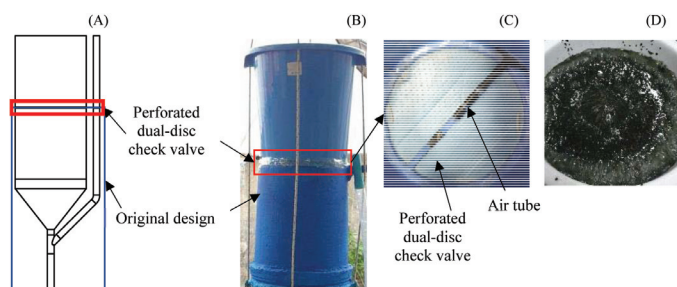 (A)
(B)
(C)
(D)
Perforated
dual-disc
check valve
Original design
Air tube
Perforated
dual-disc
check valve